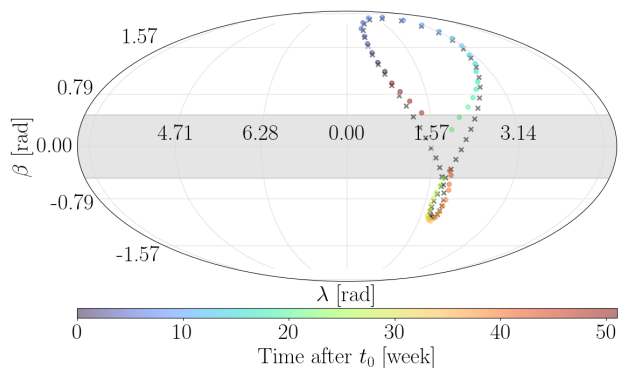 1.57
0.79
4.71 6.28 0.00 1.57 3.14
0.00
β [rad]
-0.79
-1.57
λ [rad]
0 10 20 30 40 50
Time after t₀ [week]